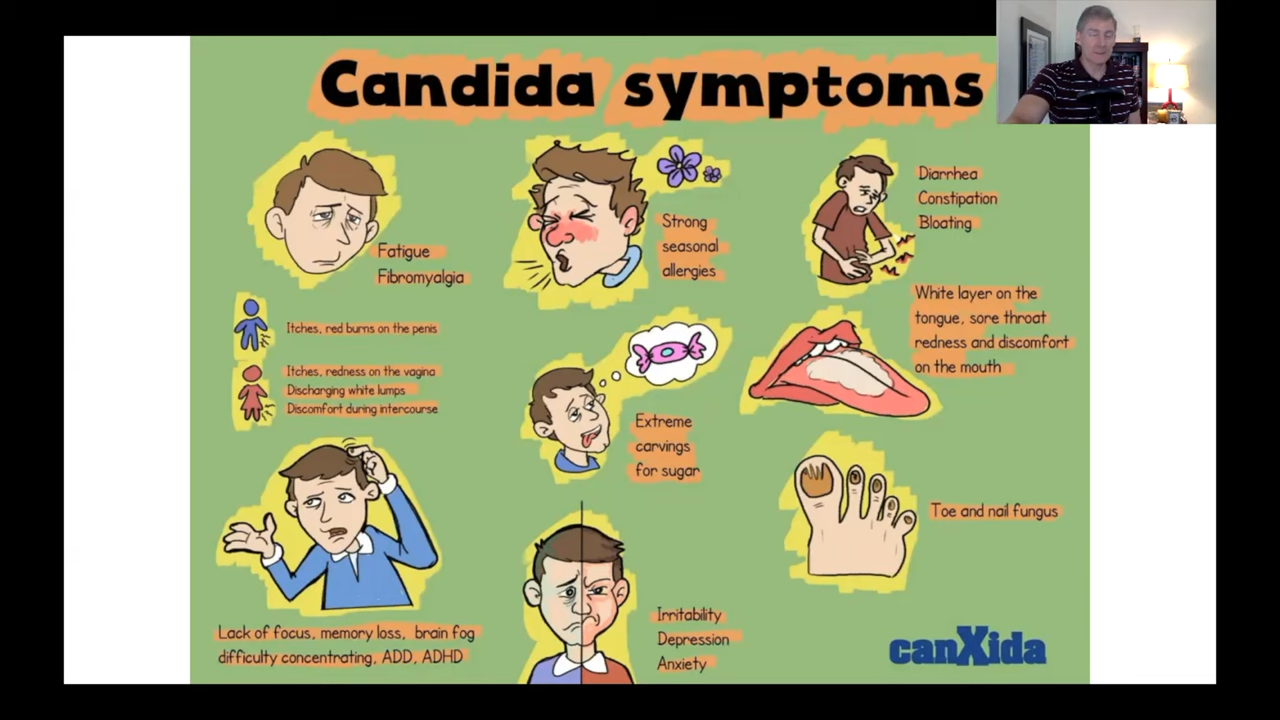 Candida symptoms
Fatigue
Fibromyalgia
Strong
seasonal
allergies
Diarrhea
Constipation
Bloating
Itches, red burns on the penis
Itches, redness on the vagina
Discharging white lumps
Discomfort during intercourse
Extreme
carvings
for sugar
White layer on the
tongue, sore throat
redness and discomfort
on the mouth
Toe and nail fungus
Lack of focus, memory loss, brain fog
difficulty concentrating, ADD, ADHD
Irritability
Depression
Anxiety
canXida